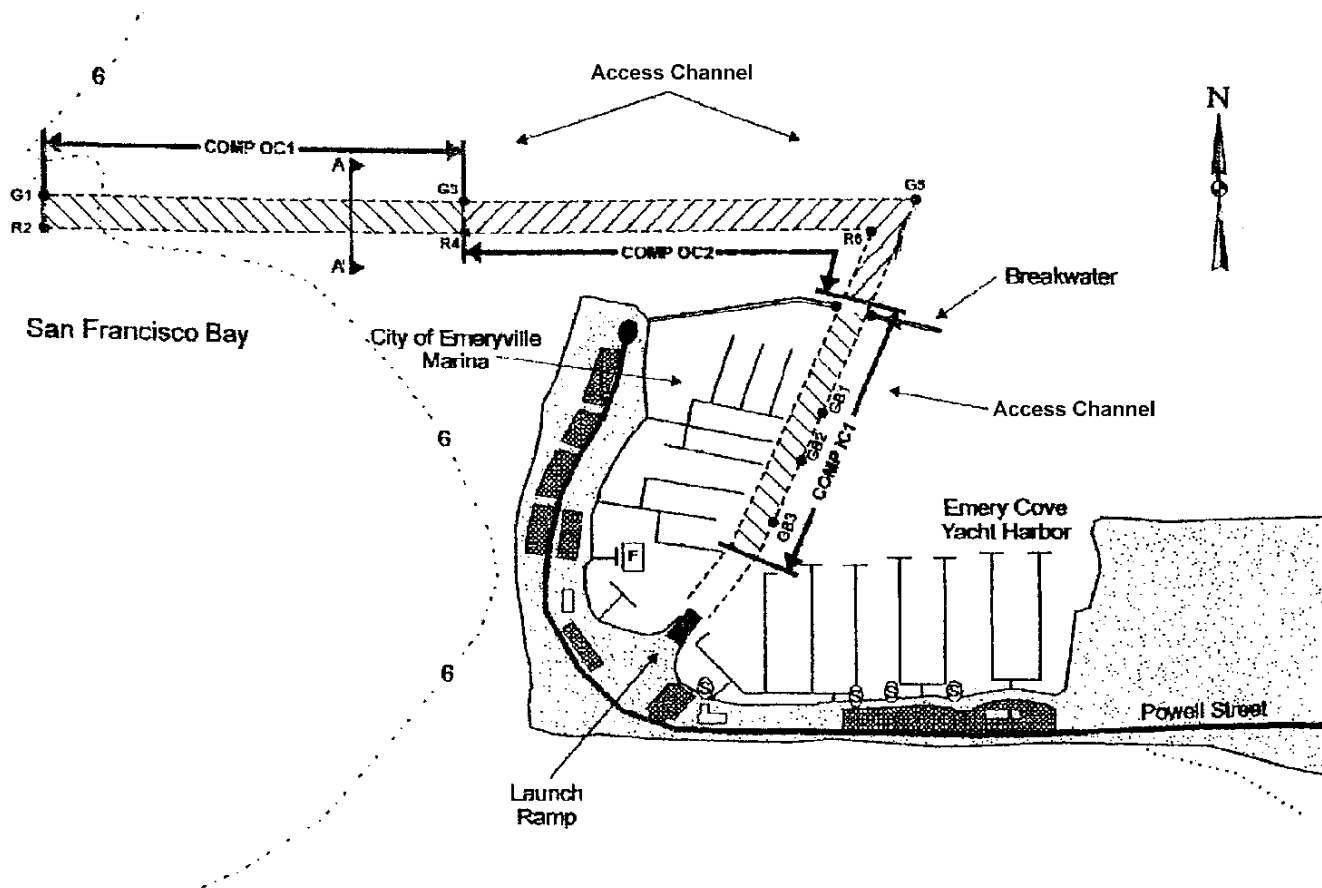 Access Channel
N
6
COMP OC1
A
G1
G3
G5
R2
R4
R6
COMP OC2
A'
Breakwater
San Francisco Bay
City of Emeryville
Marina
Access Channel
GB1
GB2
COMP IC1
GB3
6
Emery Cove
Yacht Harbor
F
6
S
S
S
S
Powell Street
Launch
Ramp